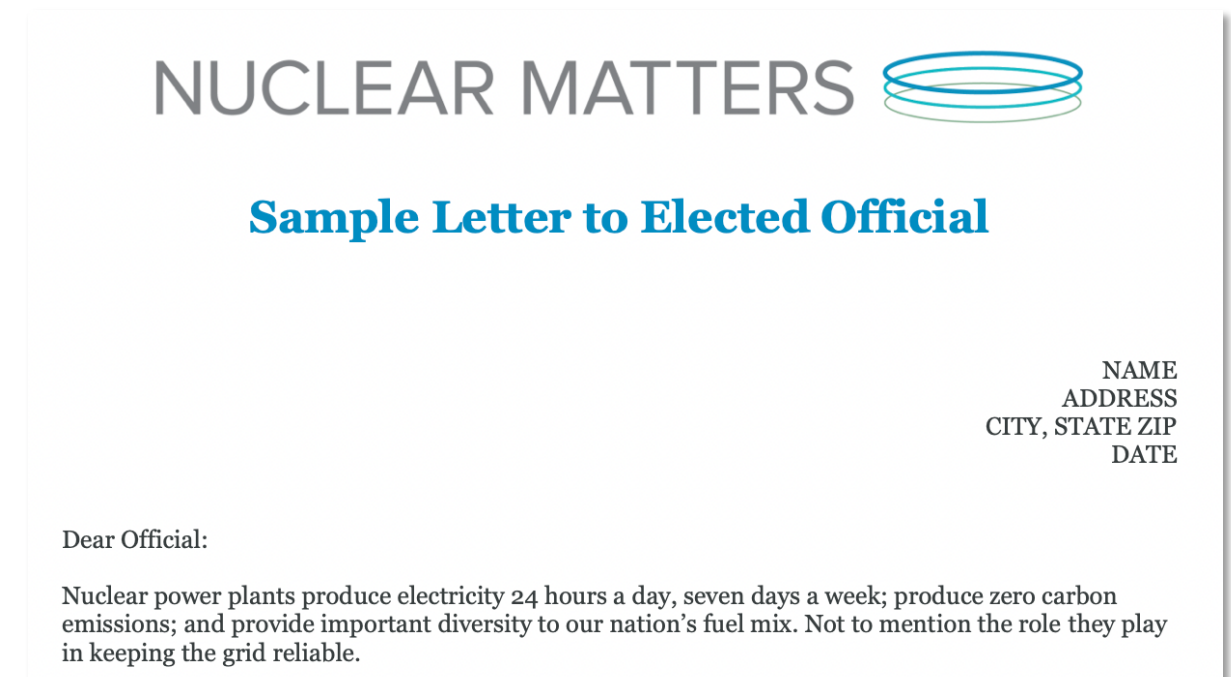 NUCLEAR MATTERS
Sample Letter to Elected Official
NAME
ADDRESS
CITY, STATE ZIP
DATE
Dear Official:
Nuclear power plants produce electricity 24 hours a day, seven days a week; produce zero carbon
emissions; and provide important diversity to our nation’s fuel mix. Not to mention the role they play
in keeping the grid reliable.